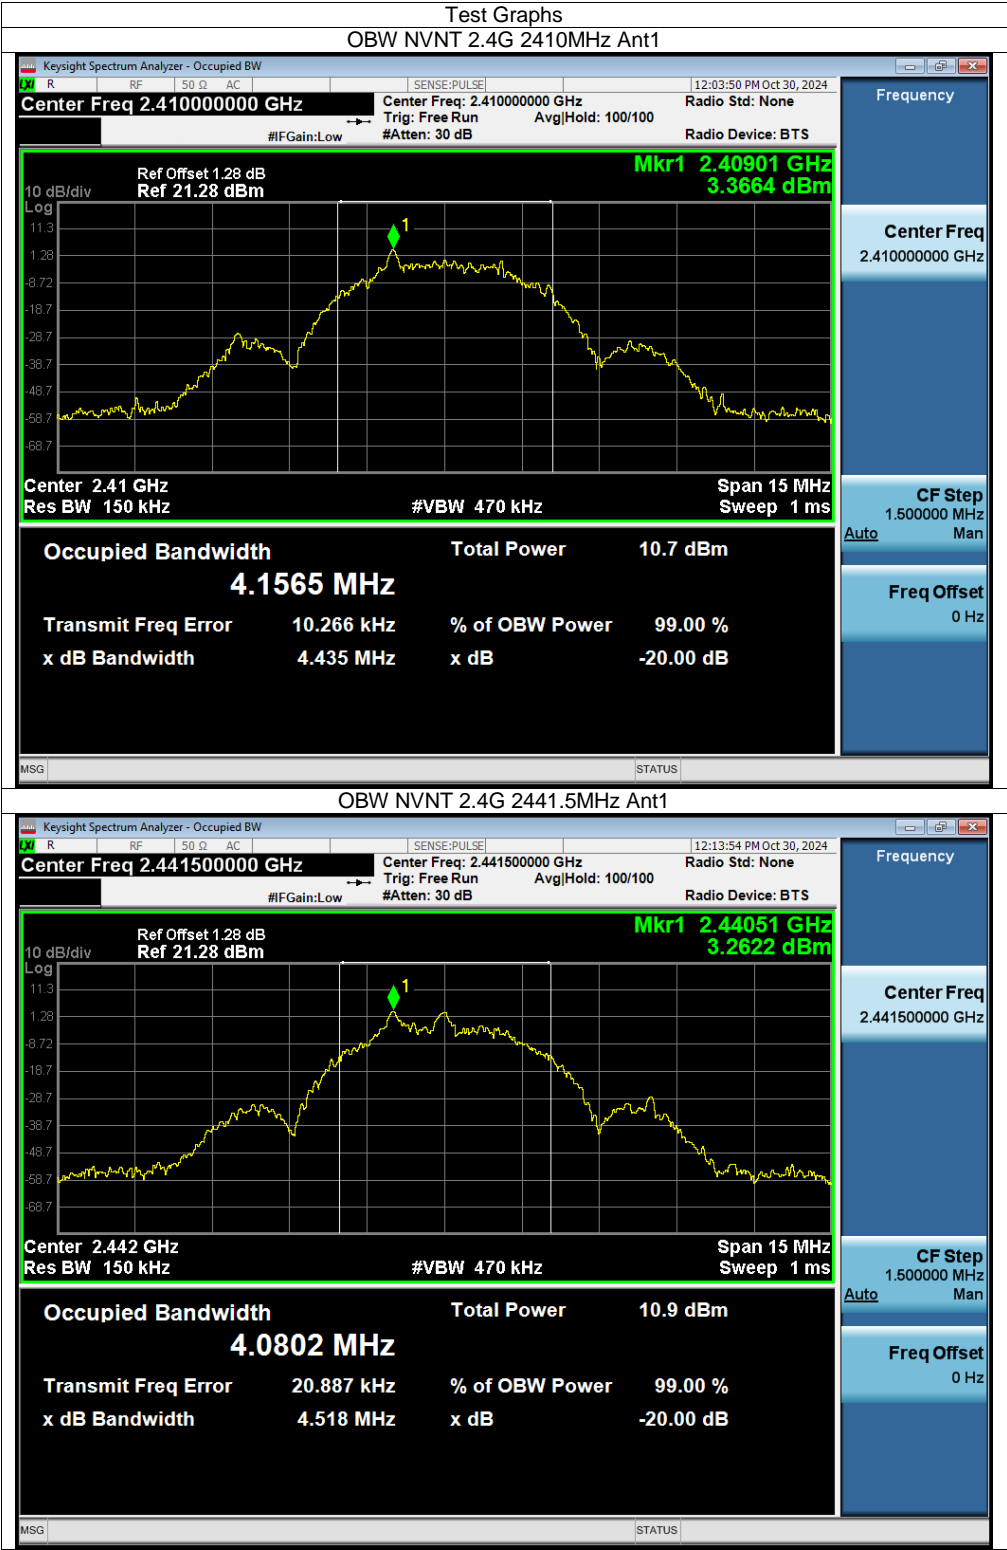 Test Graphs
OBW NVNT 2.4G 2410MHz Ant1
Keysight Spectrum Analyzer - Occupied BW
LXI R RF 50 Ω AC SENSE:PULSE 12:03:50 PM Oct 30, 2024
Center Freq 2.410000000 GHz
Center Freq: 2.410000000 GHz
Radio Std: None
Trig: Free Run Avg|Hold: 100/100
#IFGain:Low #Atten: 30 dB Radio Device: BTS
Frequency
Mkr1 2.40901 GHz
3.3664 dBm
Ref Offset 1.28 dB
10 dB/div Ref 21.28 dBm
Log
11.3
1.28
-8.72
-18.7
-28.7
-38.7
-48.7
-58.7
-68.7
1
Center 2.41 GHz Span 15 MHz
Res BW 150 kHz #VBW 470 kHz Sweep 1 ms
Center Freq
2.410000000 GHz
CF Step
1.500000 MHz
Auto Man
Freq Offset
0 Hz
Occupied Bandwidth Total Power 10.7 dBm
4.1565 MHz
Transmit Freq Error 10.266 kHz % of OBW Power 99.00 %
x dB Bandwidth 4.435 MHz x dB -20.00 dB
MSG STATUS
OBW NVNT 2.4G 2441.5MHz Ant1
Keysight Spectrum Analyzer - Occupied BW
LXI R RF 50 Ω AC SENSE:PULSE 12:13:54 PM Oct 30, 2024
Center Freq 2.441500000 GHz
Center Freq: 2.441500000 GHz
Radio Std: None
Trig: Free Run Avg|Hold: 100/100
#IFGain:Low #Atten: 30 dB Radio Device: BTS
Frequency
Mkr1 2.44051 GHz
3.2622 dBm
Ref Offset 1.28 dB
10 dB/div Ref 21.28 dBm
Log
11.3
1.28
-8.72
-18.7
-28.7
-38.7
-48.7
-58.7
-68.7
1
Center 2.442 GHz Span 15 MHz
Res BW 150 kHz #VBW 470 kHz Sweep 1 ms
Center Freq
2.441500000 GHz
CF Step
1.500000 MHz
Auto Man
Freq Offset
0 Hz
Occupied Bandwidth Total Power 10.9 dBm
4.0802 MHz
Transmit Freq Error 20.887 kHz % of OBW Power 99.00 %
x dB Bandwidth 4.518 MHz x dB -20.00 dB
MSG STATUS